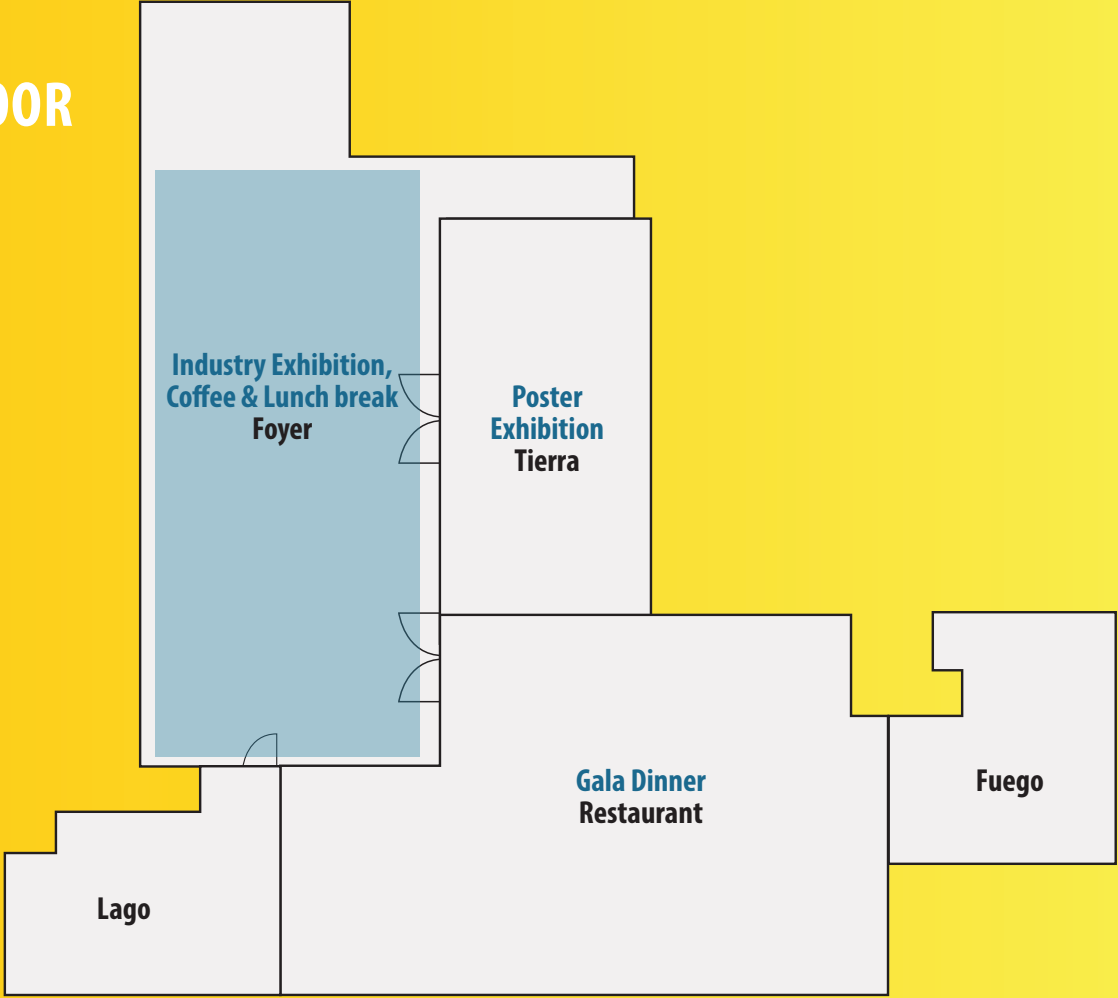 OOR
Industry Exhibition,
Coffee & Lunch break
Foyer
Poster
Exhibition
Tierra
Gala Dinner
Restaurant
Fuego
Lago